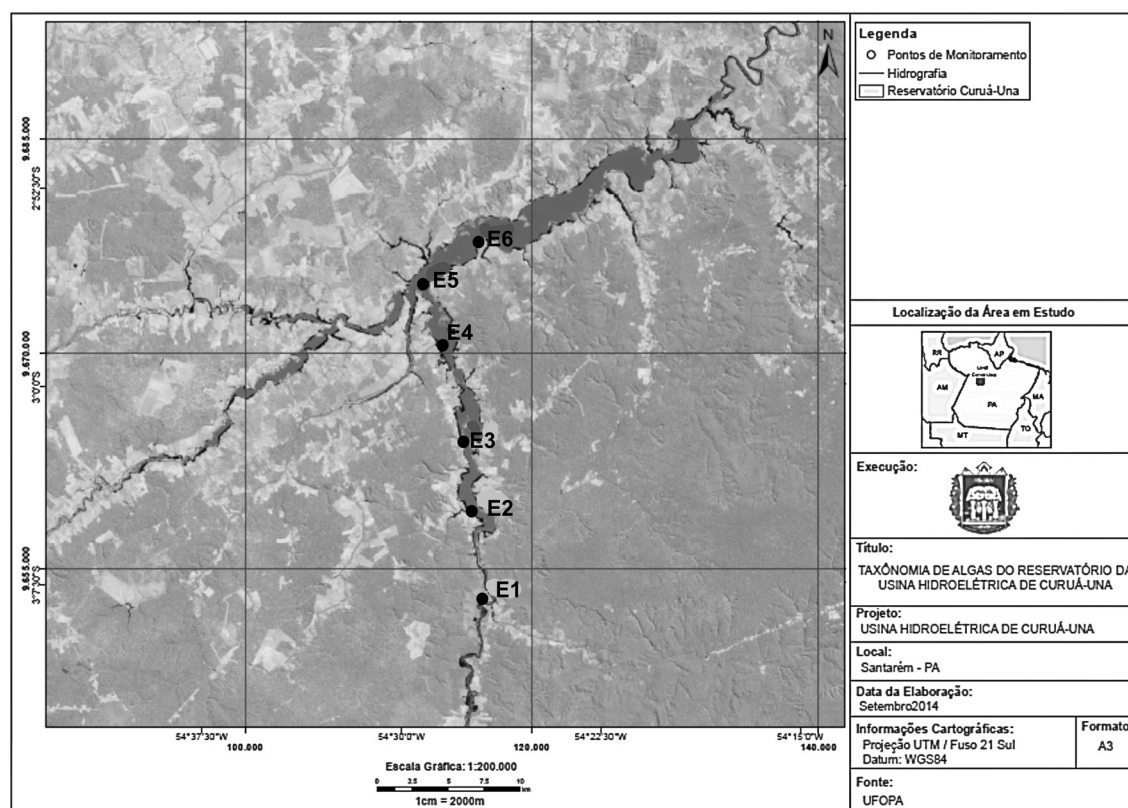 N
9.685.000
2°52'30"S
9.670.000
3°0'0"S
9.655.000
3°7'30"S
E6
E5
E4
E3
E2
E1
54°37'30"W
54°30'0"W
54°22'30"W
54°15'0"W
100.000
120.000
140.000
Escala Gráfica: 1:200.000
0 2.5 5 7.5 10
km
1cm = 2000m
Legenda
Pontos de Monitoramento
Hidrografia
Reservatório Curuá-Una
Localização da Área em Estudo
RR
AP
UHE
Curuá-Una
AM
PA
MA
MT
TO
Execução:
Título:
TAXÔNOMIA DE ALGAS DO RESERVATÓRIO DA
USINA HIDROELÉTRICA DE CURUÁ-UNA
Projeto:
USINA HIDROELÉTRICA DE CURUÁ-UNA
Local:
Santarém - PA
Data da Elaboração:
Setembro2014
Informações Cartográficas:
Projeção UTM / Fuso 21 Sul
Datum: WGS84
Formato
A3
Fonte:
UFOPA